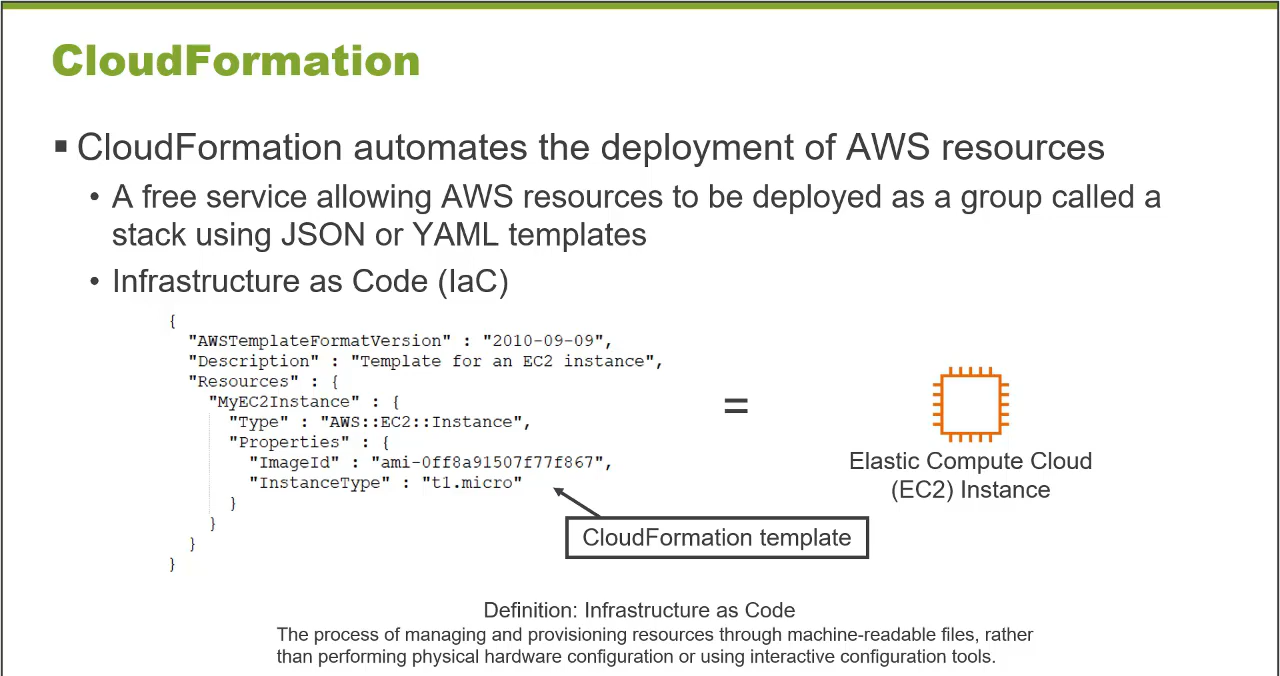 CloudFormation
▪ CloudFormation automates the deployment of AWS resources
• A free service allowing AWS resources to be deployed as a group called a
stack using JSON or YAML templates
• Infrastructure as Code (IaC)
{
"AWSTemplateFormatVersion" : "2010-09-09",
"Description" : "Template for an EC2 instance",
"Resources" : {
"MyEC2Instance" : {
"Type" : "AWS::EC2::Instance",
"Properties" : {
"ImageId" : "ami-0ff8a91507f77f867",
"InstanceType" : "t1.micro"
}
}
}
}
=
Elastic Compute Cloud
(EC2) Instance
CloudFormation template
Definition: Infrastructure as Code
The process of managing and provisioning resources through machine-readable files, rather
than performing physical hardware configuration or using interactive configuration tools.